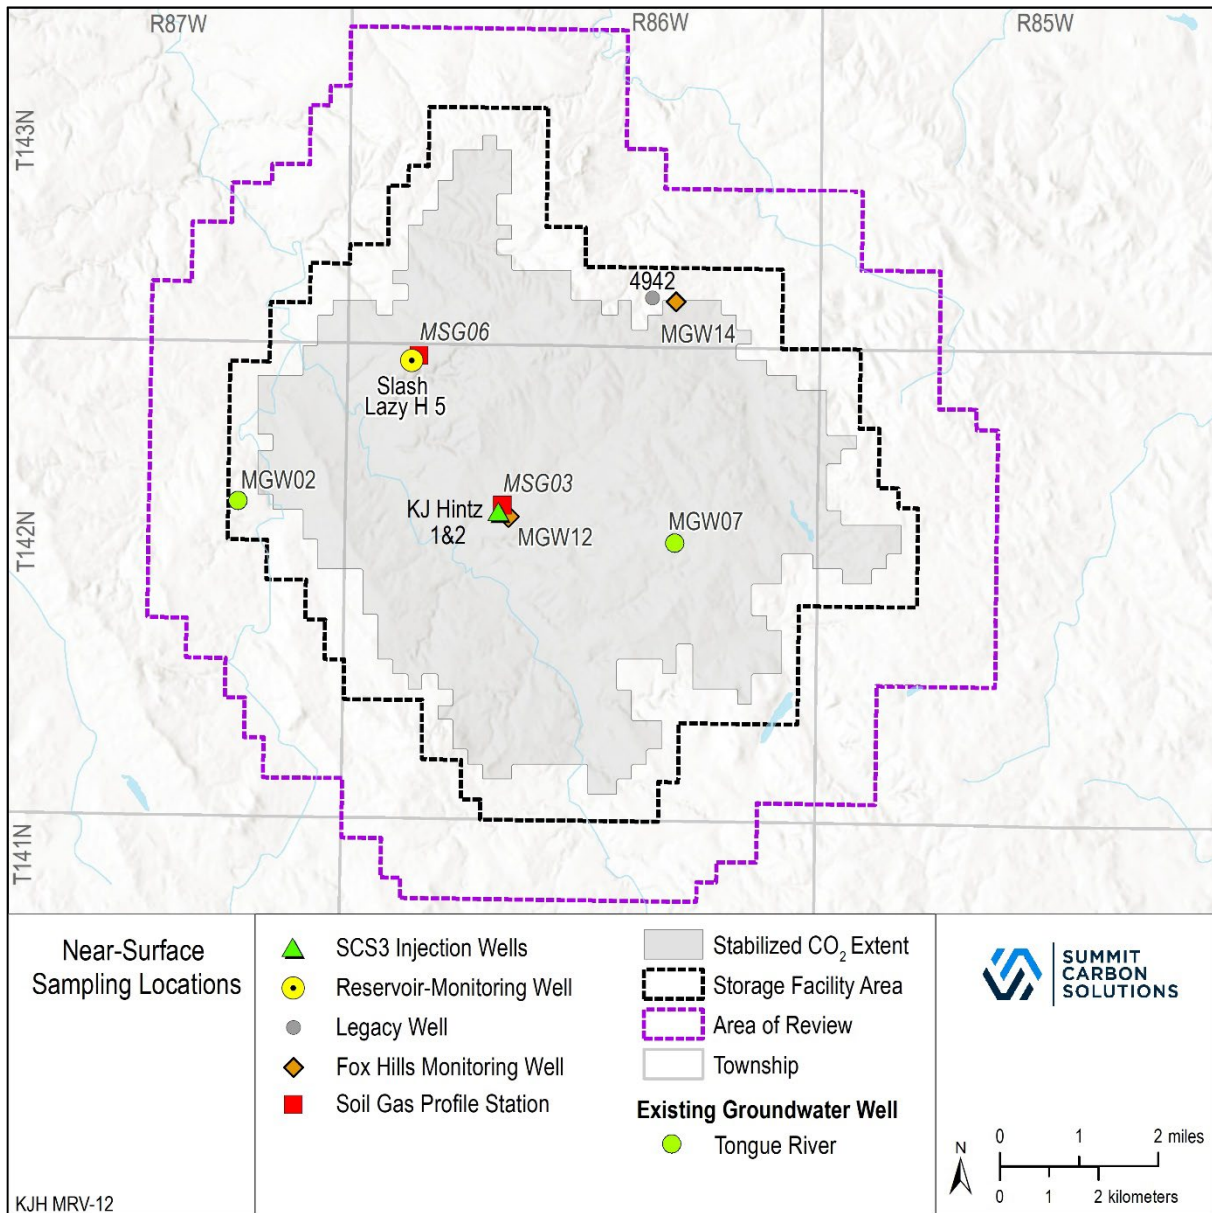 R87W
R86W
R85W
T143N
4942
MSG06
MGW14
Slash
Lazy H 5
MGW02
MSG03
KJ Hintz
1&2
MGW12
MGW07
T142N
T141N
Near-Surface
Sampling Locations
KJH MRV-12
SCS3 Injection Wells
Reservoir-Monitoring Well
Legacy Well
Fox Hills Monitoring Well
Soil Gas Profile Station
Stabilized CO₂ Extent
Storage Facility Area
Area of Review
Township
Existing Groundwater Well
Tongue River
SUMMIT
CARBON
SOLUTIONS
N
0 1 2 miles
0 1 2 kilometers